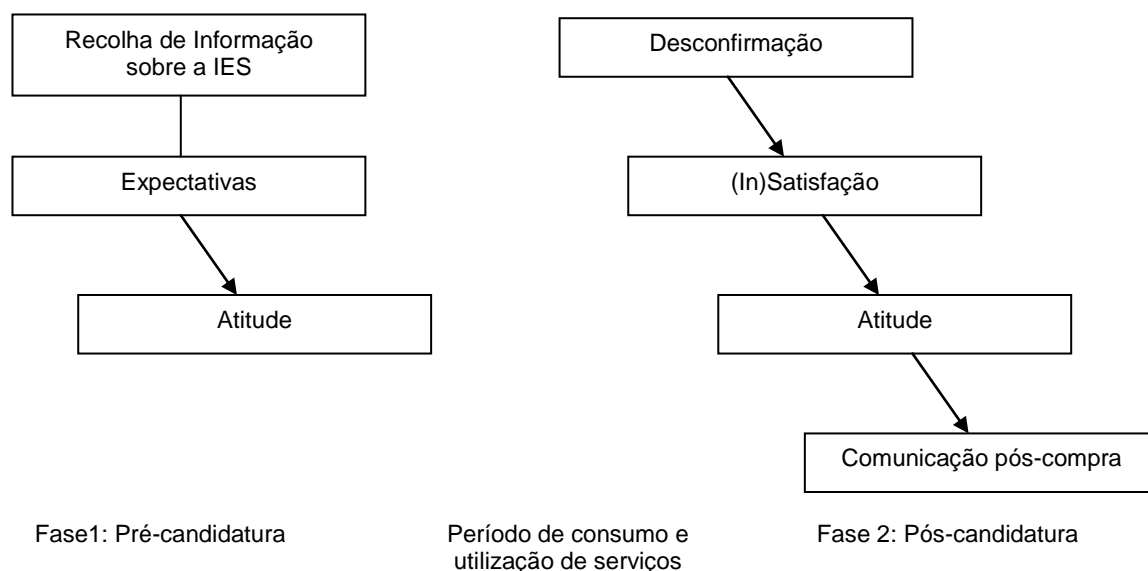 Recolha de Informação
sobre a IES
Expectativas
Atitude
Desconfirmação
(In)Satisfação
Atitude
Comunicação pós-compra
Fase1: Pré-candidatura
Período de consumo e
utilização de serviços
Fase 2: Pós-candidatura